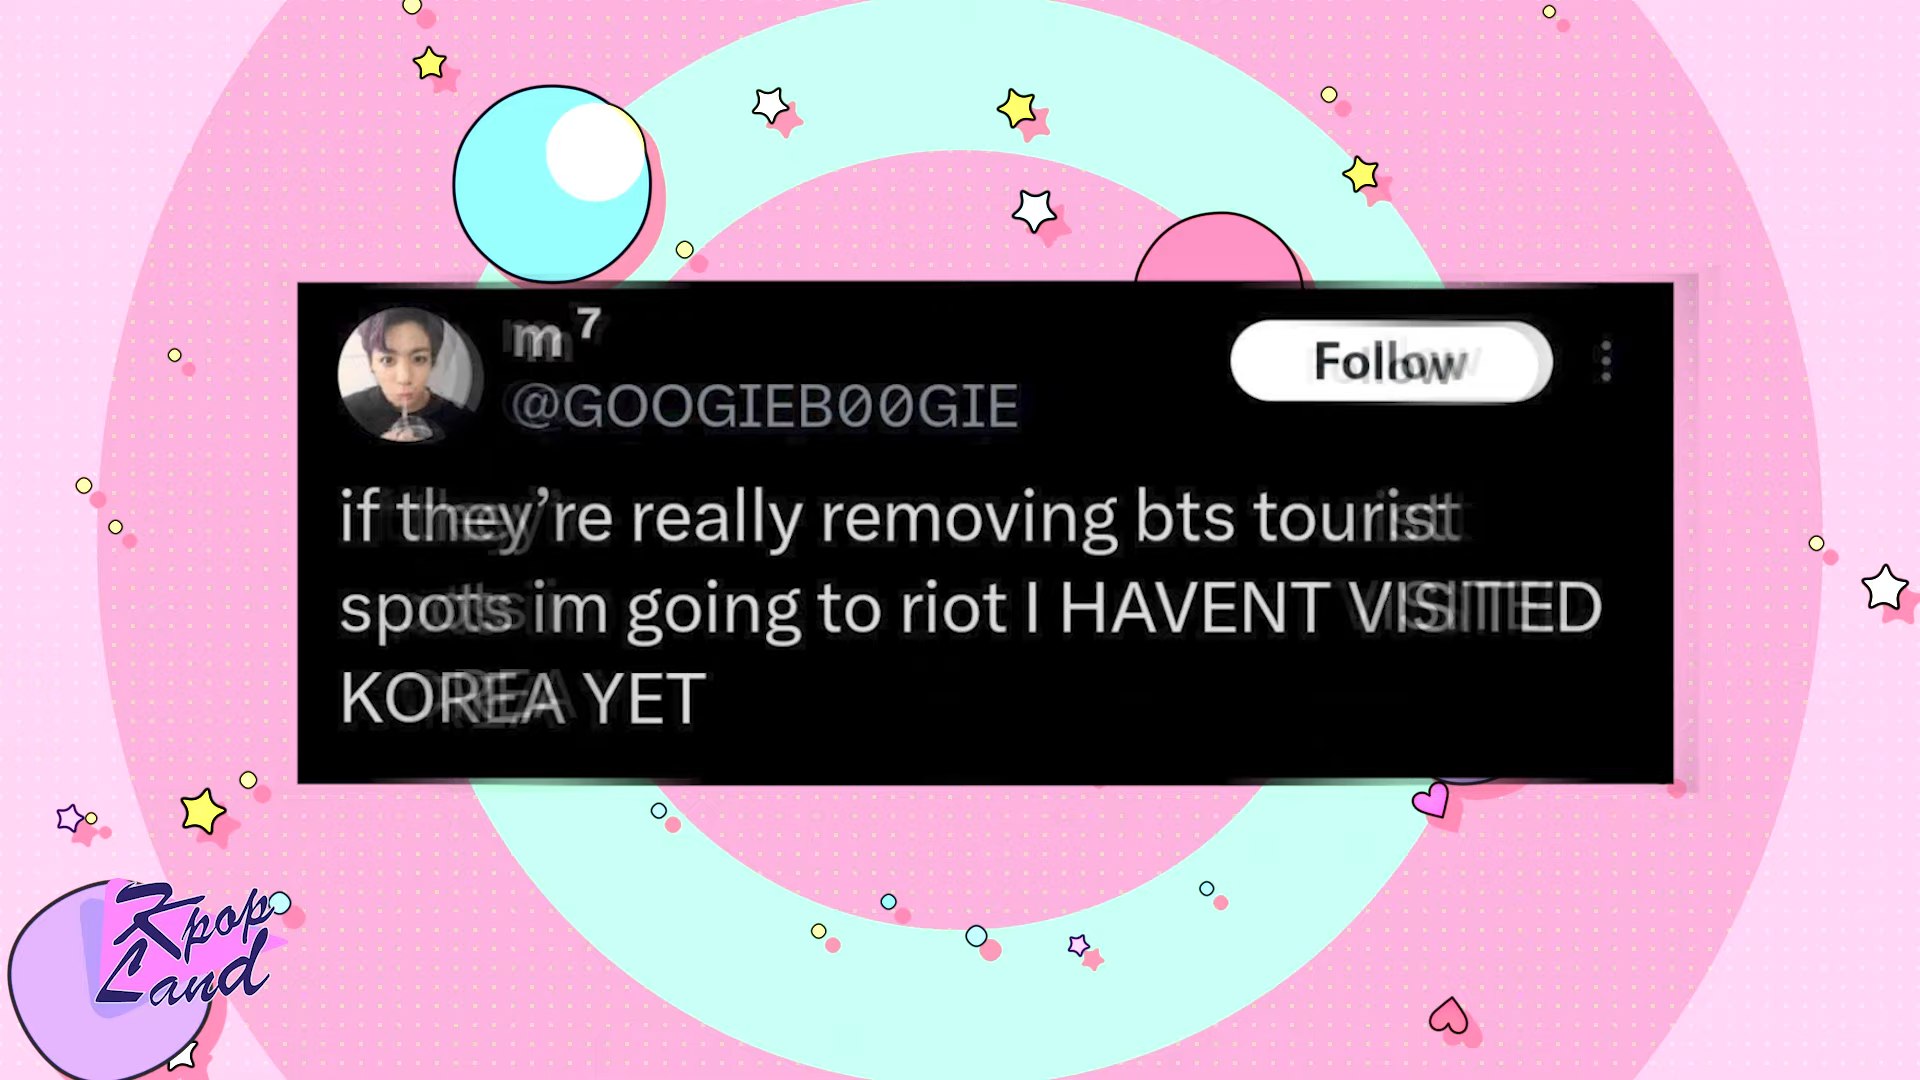 m⁷
@GOOGIEB00GIE
Follow
if they’re really removing bts tourist
spots im going to riot I HAVENT VISITED
KOREA YET
Kpop
Land